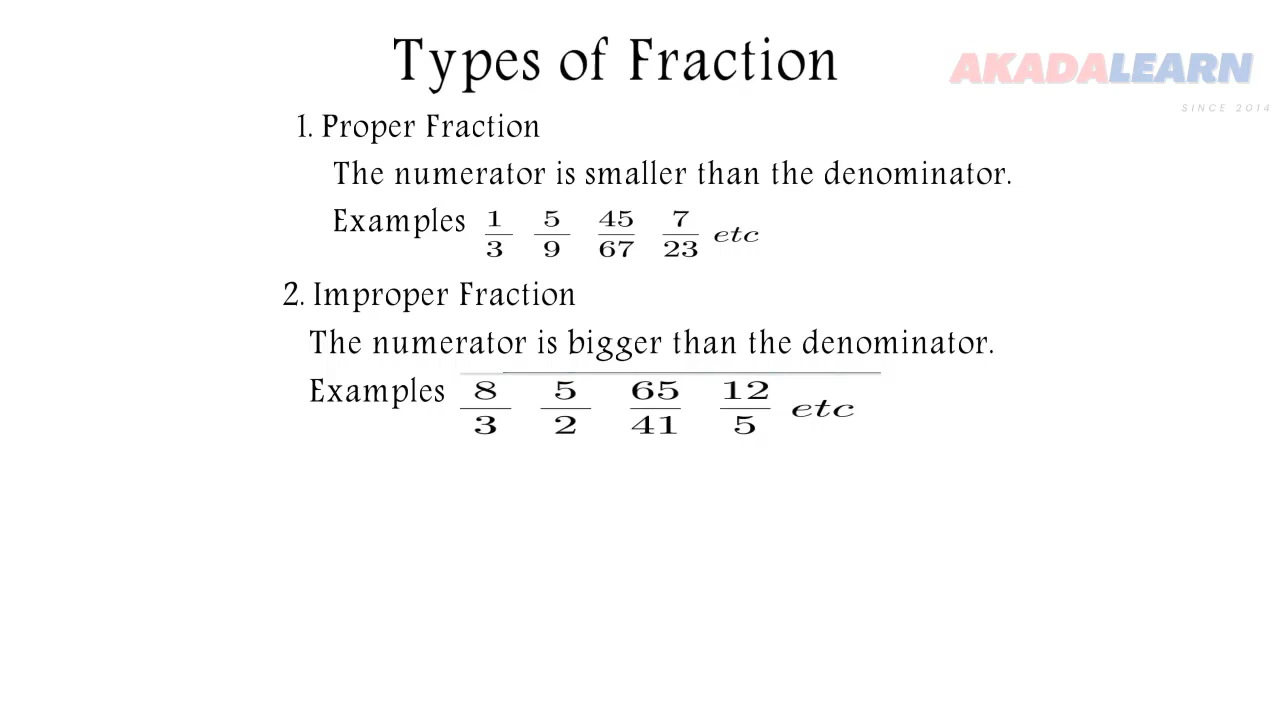 Types of Fraction
AKADALEARN
SINCE 2014
1. Proper Fraction
The numerator is smaller than the denominator.
Examples 1/3 5/9 45/67 7/23 etc
2. Improper Fraction
The numerator is bigger than the denominator.
Examples 8/3 5/2 65/41 12/5 etc